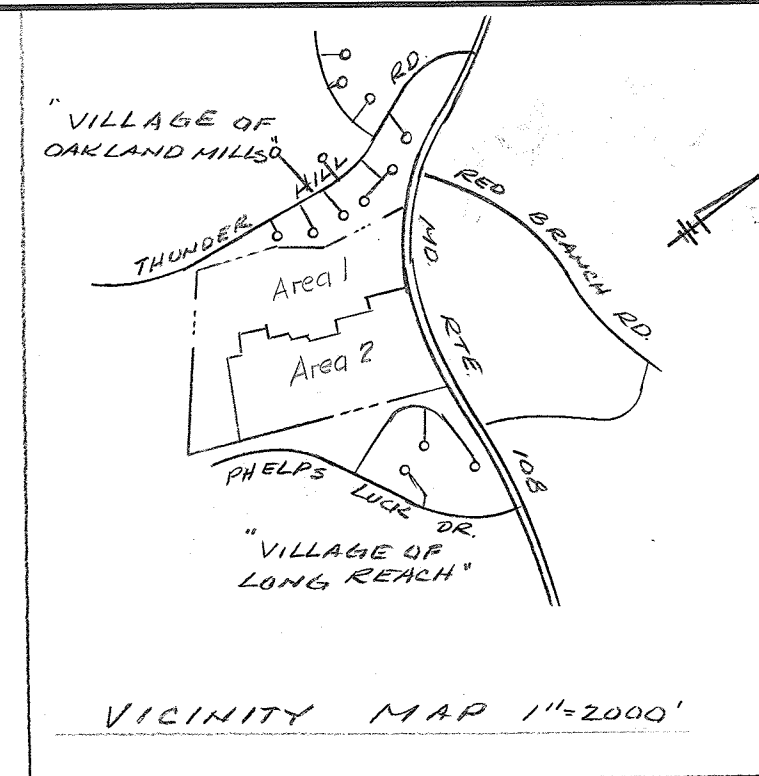 "VILLAGE OF
OAKLAND MILLS"
THUNDER HILL RD.
RED BRANCH RD.
MD. RTE. 108
Area 1
Area 2
PHELPS LUCK DR.
"VILLAGE OF
LONG REACH"
VICINITY MAP 1"=2000'